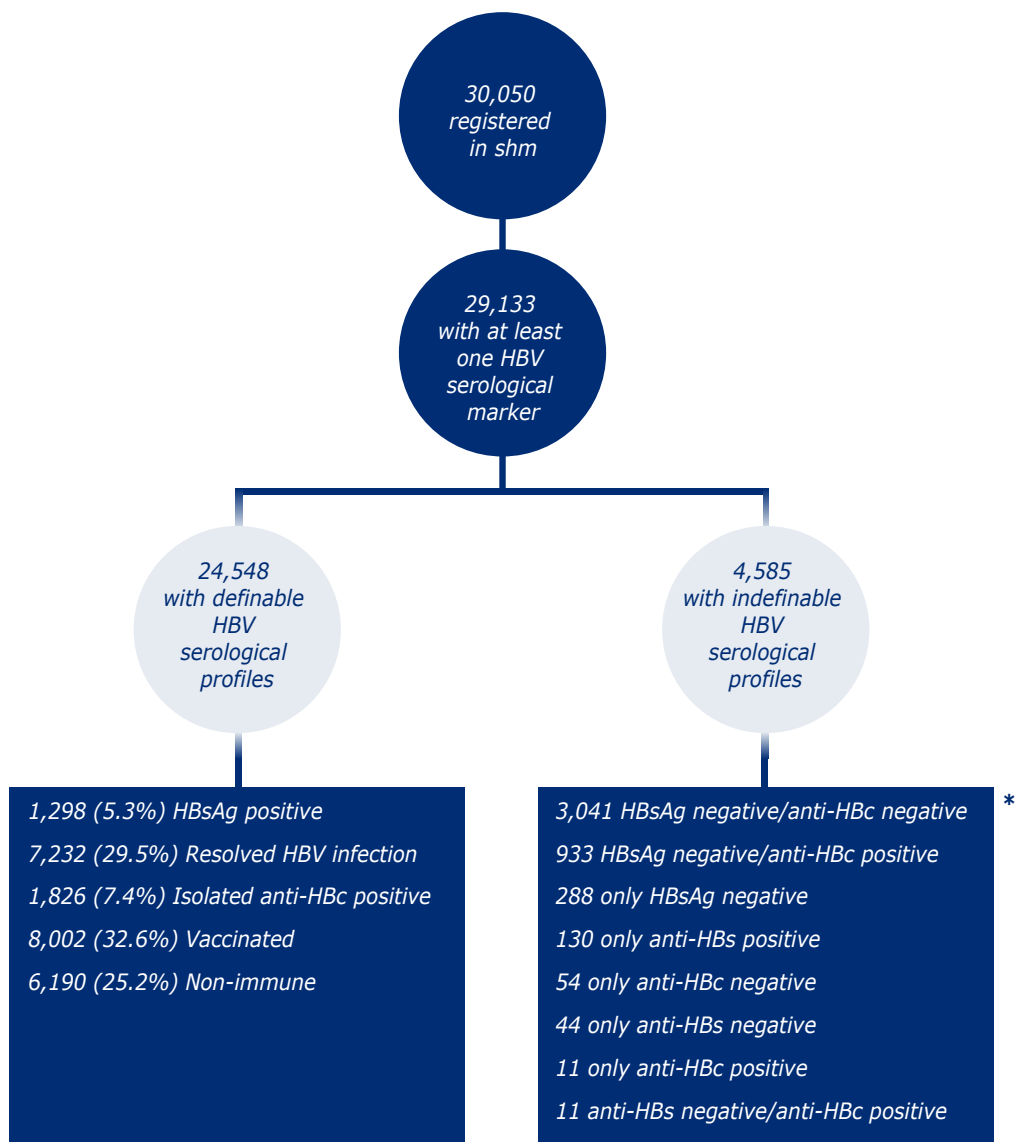 30,050
registered
in shm
29,133
with at least
one HBV
serological
marker
24,548
with definable
HBV
serological
profiles
4,585
with indefinable
HBV
serological
profiles
1,298 (5.3%) HBsAg positive
7,232 (29.5%) Resolved HBV infection
1,826 (7.4%) Isolated anti-HBc positive
8,002 (32.6%) Vaccinated
6,190 (25.2%) Non-immune
3,041 HBsAg negative/anti-HBc negative *
933 HBsAg negative/anti-HBc positive
288 only HBsAg negative
130 only anti-HBs positive
54 only anti-HBc negative
44 only anti-HBs negative
11 only anti-HBc positive
11 anti-HBs negative/anti-HBc positive